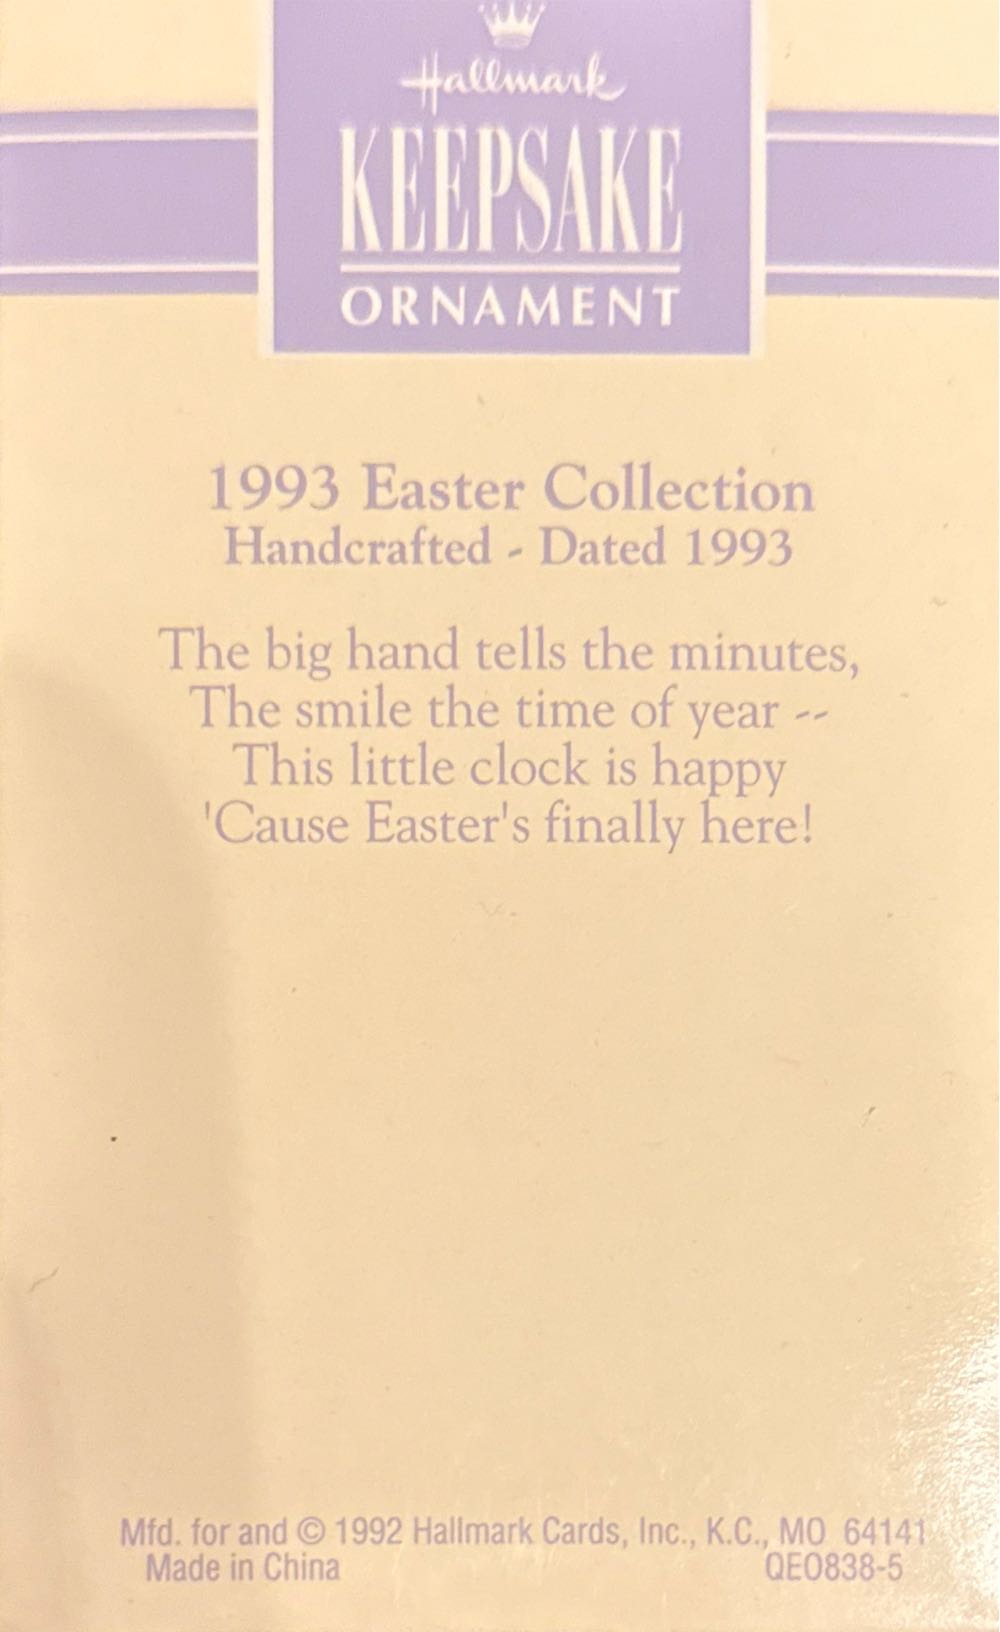 Hallmark
KEEPSAKE
ORNAMENT
1993 Easter Collection
Handcrafted - Dated 1993
The big hand tells the minutes,
The smile the time of year --
This little clock is happy
'Cause Easter's finally here!
Mfd. for and © 1992 Hallmark Cards, Inc., K.C., MO 64141
Made in China QEO838-5